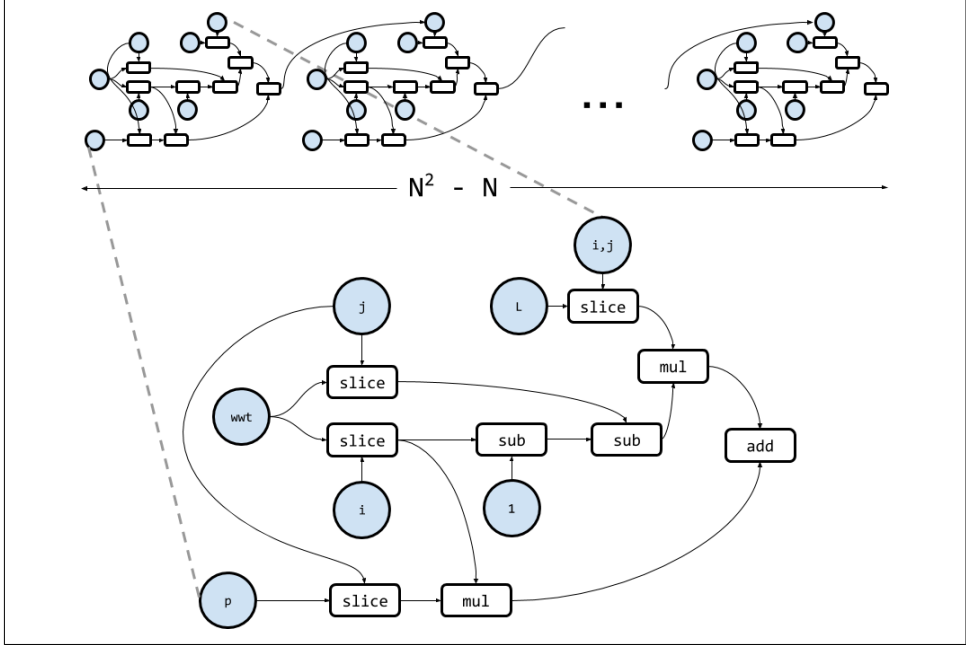 ...
N² - N
i,j
j
L
slice
mul
slice
wwt
slice
sub
sub
add
i
1
p
slice
mul